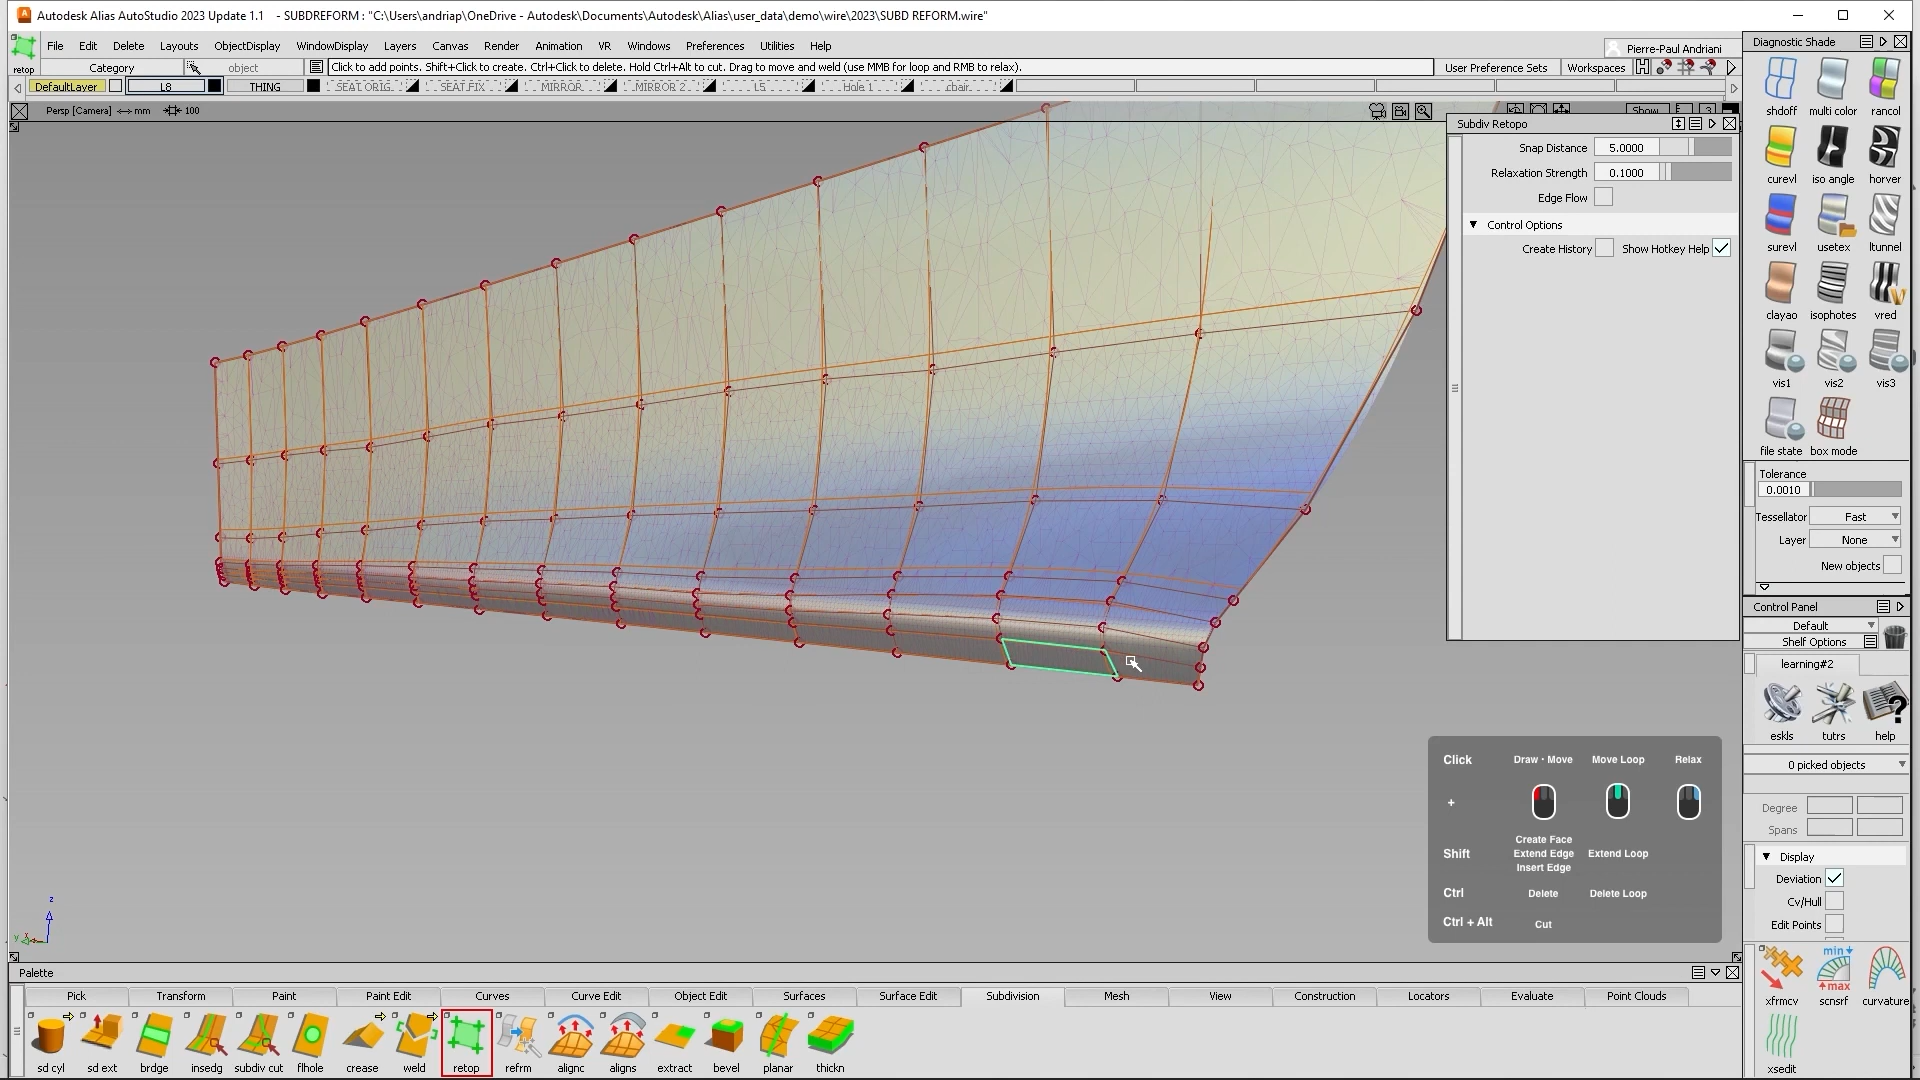 Autodesk Alias AutoStudio 2023 Update 1.1 - SUBDREFORM : "C:\Users\andriap\OneDrive - Autodesk\Documents\Autodesk\Alias\user_data\demo\wire\2023\SUBD REFORM.wire"
retop
File Edit Delete Layouts ObjectDisplay WindowDisplay Layers Canvas Render Animation VR Windows Preferences Utilities Help
Pierre-Paul Andriani
Category object Click to add points. Shift+Click to create. Ctrl+Click to delete. Hold Ctrl+Alt to cut. Drag to move and weld (use MMB for loop and RMB to relax).
User Preference Sets Workspaces
DefaultLayer L8 THING SEAT ORIG SEAT FIX MIRROR MIRROR 2 L5 Hole 1 chair
Persp [Camera] mm 100
Show 3
Subdiv Retopo
Snap Distance 5.0000
Relaxation Strength 0.1000
Edge Flow
Control Options
Create History Show Hotkey Help
Click Draw · Move Move Loop Relax
+
Shift Create Face Extend Edge Insert Edge Extend Loop
Ctrl Delete Delete Loop
Ctrl + Alt Cut
z
y x
Diagnostic Shade
shdoff multi color rancol
curevl iso angle horver
surevl usetex ltunnel
clayao isophotes vred
vis1 vis2 vis3
file state box mode
Tolerance
0.0010
Tessellator Fast
Layer None
New objects
Control Panel
Default
Shelf Options
learning#2
eskls tutrs help
0 picked objects
Degree
Spans
Display
Deviation
Cv/Hull
Edit Points
min
max
xfrmcv scnsrf curvature
xsedit
Palette
Pick Transform Paint Paint Edit Curves Curve Edit Object Edit Surfaces Surface Edit Subdivision Mesh View Construction Locators Evaluate Point Clouds
sd cyl sd ext brdge insedg subdiv cut flhole crease weld retop refrm alignc aligns extract bevel planar thickn